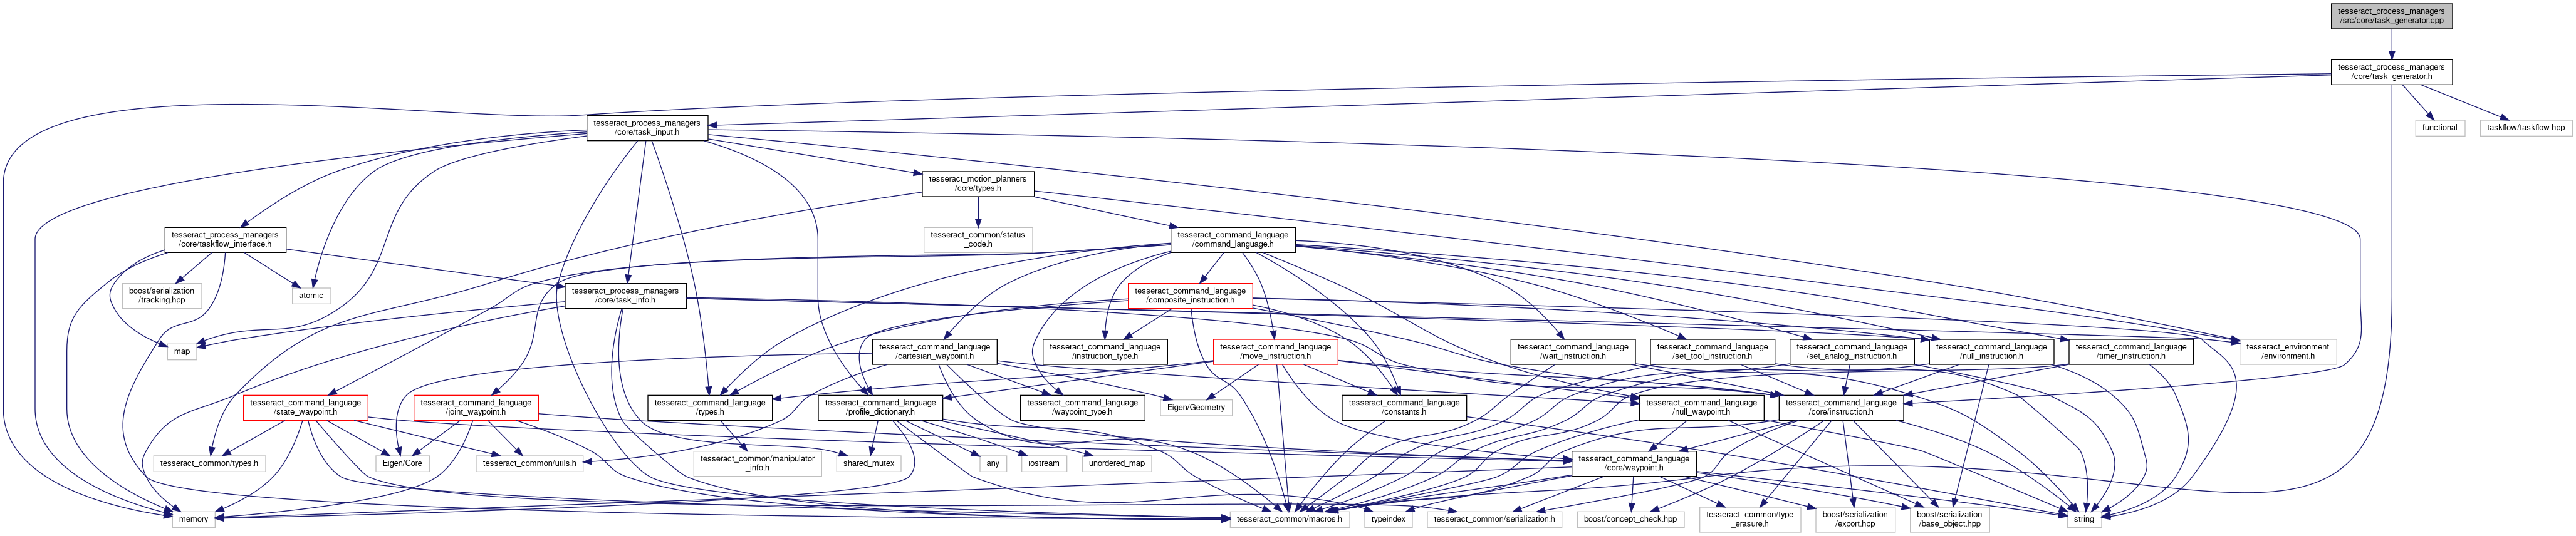 tesseract_process_managers
/src/core/task_generator.cpp
tesseract_process_managers
/core/task_generator.h
tesseract_process_managers
/core/task_input.h
functional
taskflow/taskflow.hpp
tesseract_motion_planners
/core/types.h
tesseract_process_managers
/core/taskflow_interface.h
tesseract_common/status
_code.h
tesseract_command_language
/command_language.h
boost/serialization
/tracking.hpp
atomic
tesseract_process_managers
/core/task_info.h
tesseract_command_language
/composite_instruction.h
map
tesseract_command_language
/cartesian_waypoint.h
tesseract_command_language
/instruction_type.h
tesseract_command_language
/move_instruction.h
tesseract_command_language
/wait_instruction.h
tesseract_command_language
/set_tool_instruction.h
tesseract_command_language
/set_analog_instruction.h
tesseract_command_language
/null_instruction.h
tesseract_command_language
/timer_instruction.h
tesseract_environment
/environment.h
tesseract_command_language
/state_waypoint.h
tesseract_command_language
/joint_waypoint.h
tesseract_command_language
/types.h
tesseract_command_language
/profile_dictionary.h
tesseract_command_language
/waypoint_type.h
Eigen/Geometry
tesseract_command_language
/constants.h
tesseract_command_language
/null_waypoint.h
tesseract_command_language
/core/instruction.h
tesseract_common/types.h
Eigen/Core
tesseract_common/utils.h
tesseract_common/manipulator
_info.h
shared_mutex
any
iostream
unordered_map
tesseract_command_language
/core/waypoint.h
memory
tesseract_common/macros.h
typeindex
tesseract_common/serialization.h
boost/concept_check.hpp
tesseract_common/type
_erasure.h
boost/serialization
/export.hpp
boost/serialization
/base_object.hpp
string